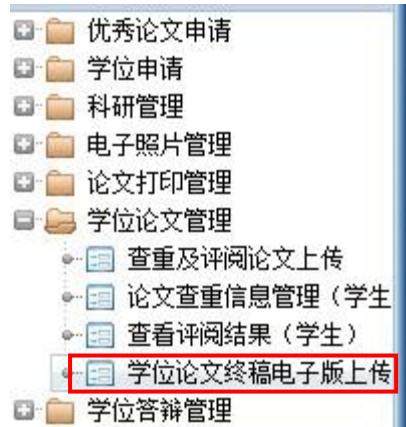 优秀论文申请
学位申请
科研管理
电子照片管理
论文打印管理
学位论文管理
查重及评阅论文上传
论文查重信息管理（学生
查看评阅结果（学生）
学位论文终稿电子版上传
学位答辩管理